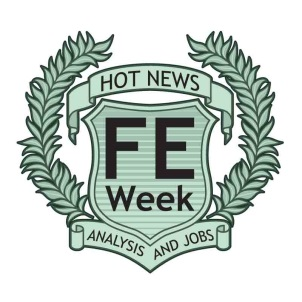 HOT NEWS
FE
Week
ANALYSIS AND JOBS